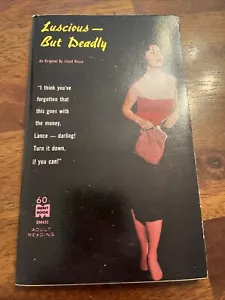 Luscious —
But Deadly
An Original By Lloyd
"I think you've
forgotten that
this goes with
the money,
Lance — darling!
Turn it down,
if you can!"
60
ADULT
READING